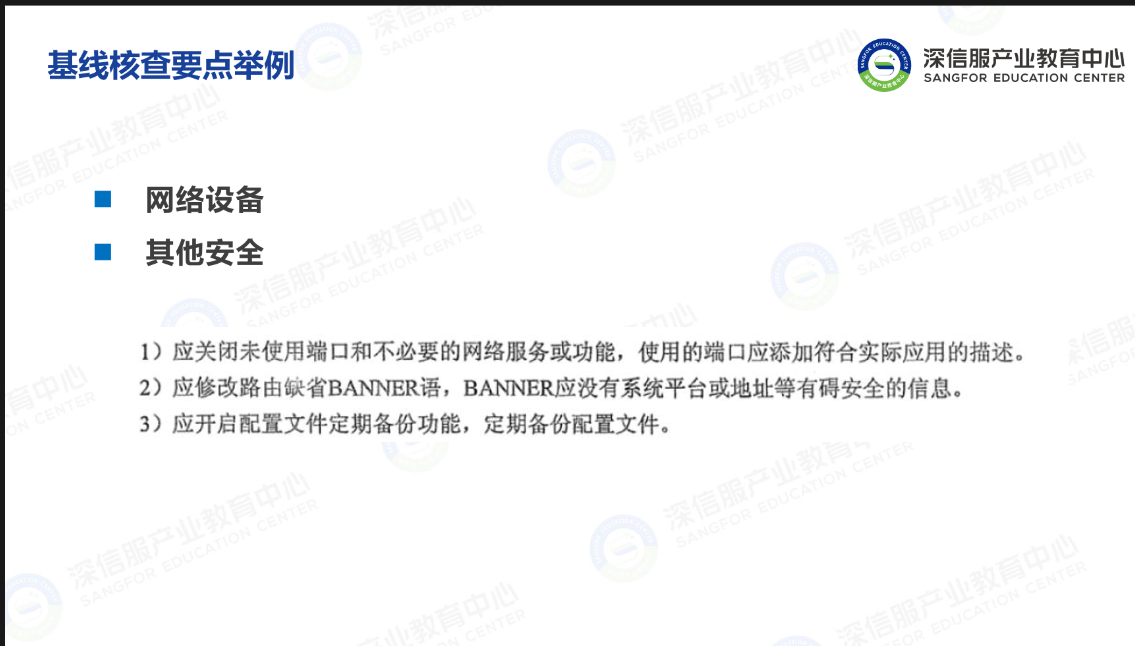 基线核查要点举例
深信服产业教育中心
SANGFOR EDUCATION CENTER
网络设备
其他安全
1）应关闭未使用端口和不必要的网络服务或功能，使用的端口应添加符合实际应用的描述。
2）应修改路由缺省BANNER语，BANNER应没有系统平台或地址等有碍安全的信息。
3）应开启配置文件定期备份功能，定期备份配置文件。